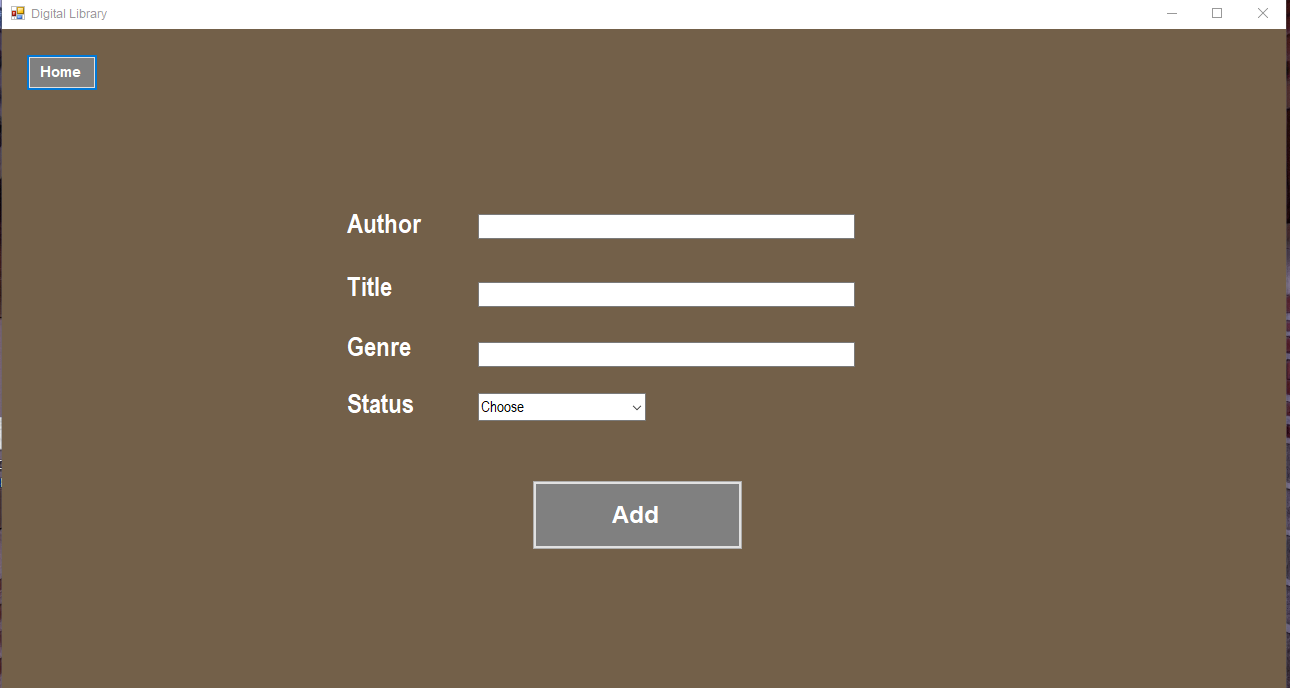 Digital Library
Home
Author
Title
Genre
Status
Choose
Add